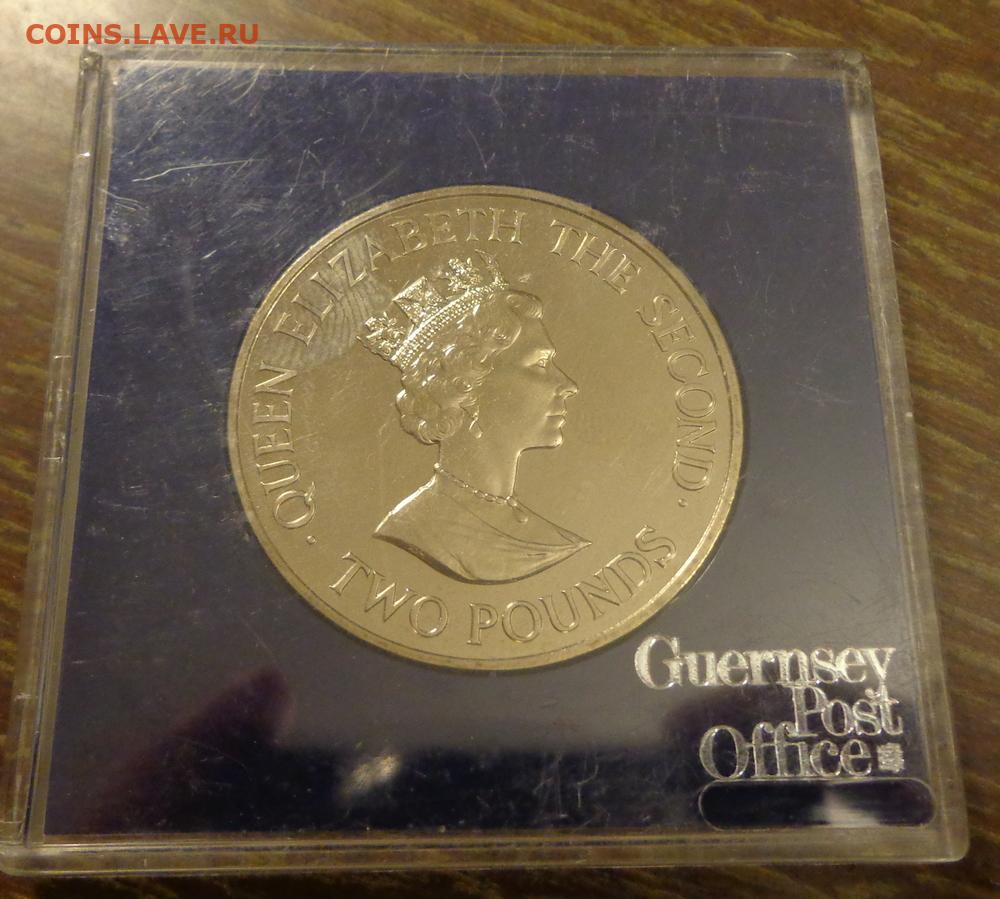 COINS.LAVE.RU
· QUEEN ELIZABETH THE SECOND ·
TWO POUNDS
Guernsey
Post
Office